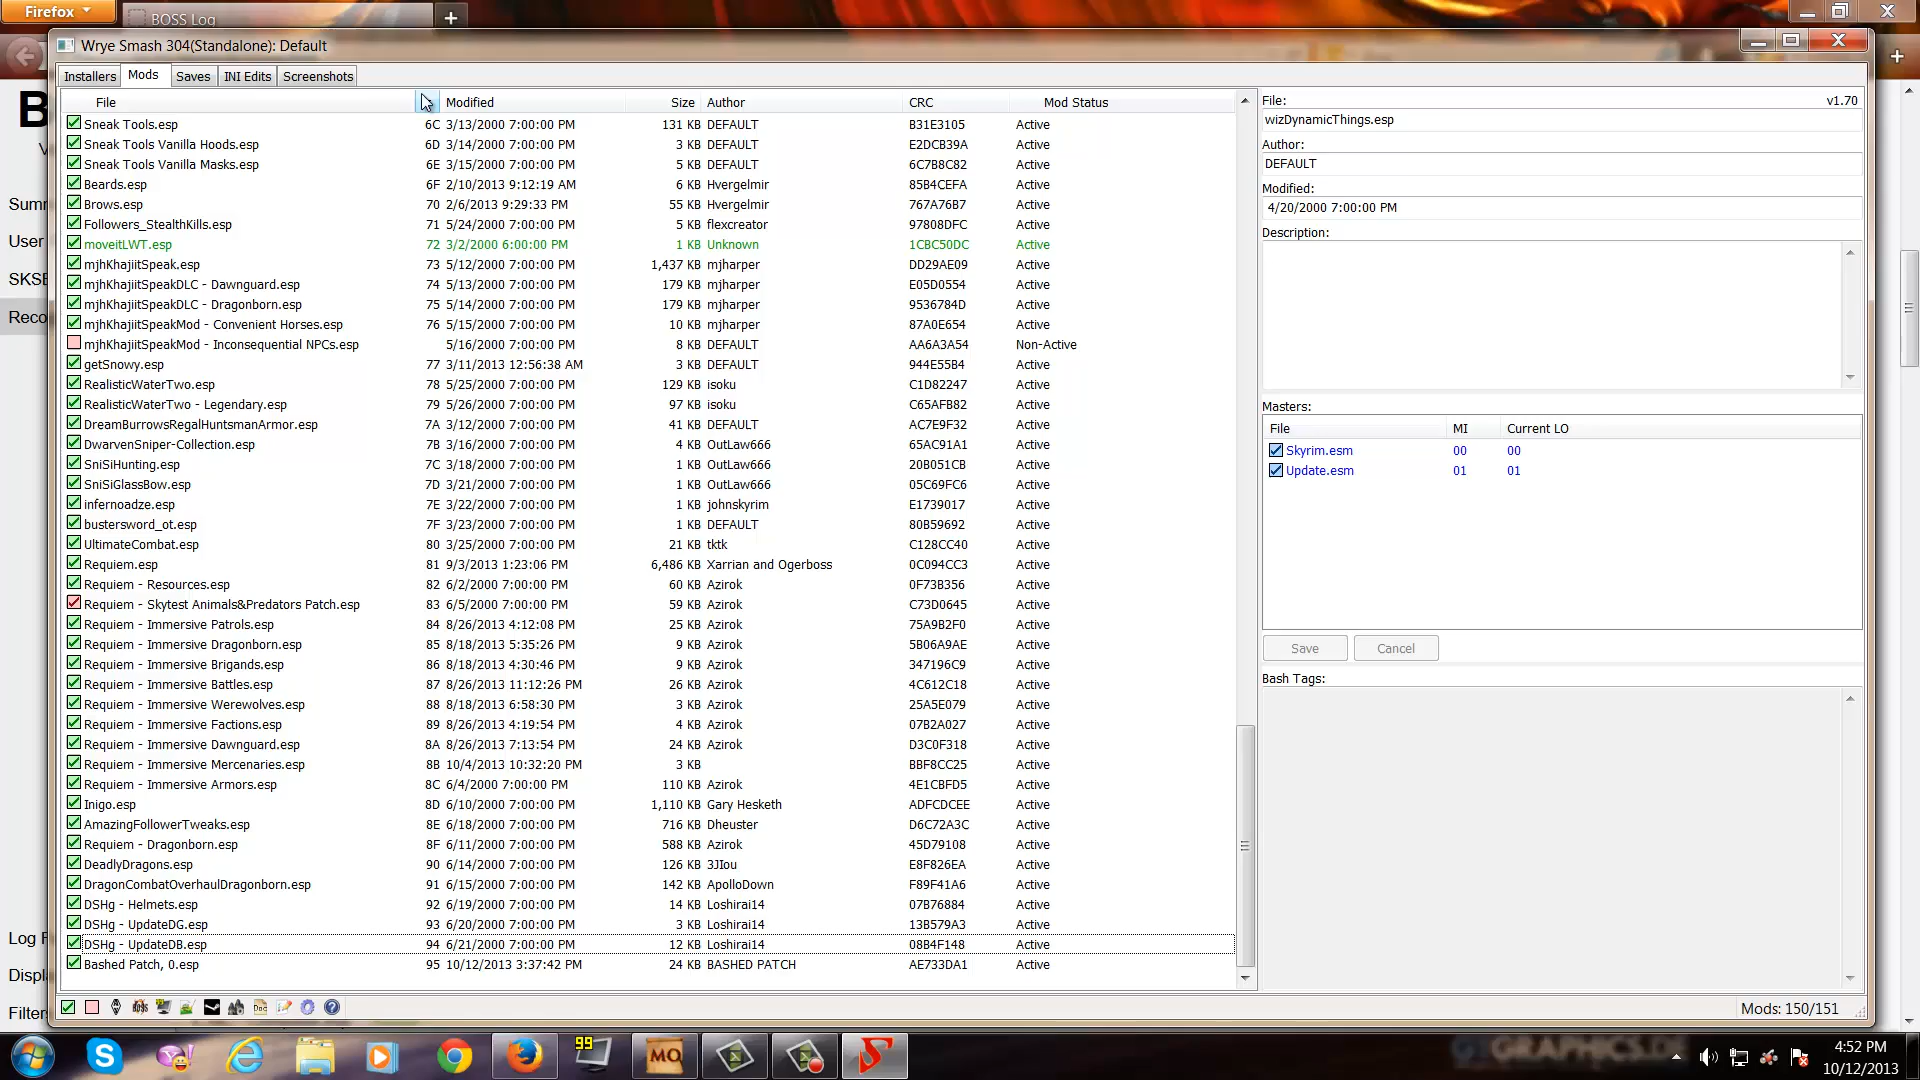 Firefox
BOSS Log
Wrye Smash 304(Standalone): Default
Installers Mods Saves INI Edits Screenshots
File Modified Size Author CRC Mod Status
Sneak Tools.esp 6C 3/13/2000 7:00:00 PM 131 KB DEFAULT B31E3105 Active
Sneak Tools Vanilla Hoods.esp 6D 3/14/2000 7:00:00 PM 3 KB DEFAULT E2DCB39A Active
Sneak Tools Vanilla Masks.esp 6E 3/15/2000 7:00:00 PM 5 KB DEFAULT 6C7B8C82 Active
Beards.esp 6F 2/10/2013 9:12:19 AM 6 KB Hvergelmir 85B4CEFA Active
Brows.esp 70 2/6/2013 9:29:33 PM 55 KB Hvergelmir 767A76B7 Active
Followers_StealthKills.esp 71 5/24/2000 7:00:00 PM 5 KB flexcreator 97808DFC Active
moveitLWT.esp 72 3/2/2000 6:00:00 PM 1 KB Unknown 1CBC50DC Active
mjhKhajiitSpeak.esp 73 5/12/2000 7:00:00 PM 1,437 KB mjharper DD29AE09 Active
mjhKhajiitSpeakDLC - Dawnguard.esp 74 5/13/2000 7:00:00 PM 179 KB mjharper E05D0554 Active
mjhKhajiitSpeakDLC - Dragonborn.esp 75 5/14/2000 7:00:00 PM 179 KB mjharper 9536784D Active
mjhKhajiitSpeakMod - Convenient Horses.esp 76 5/15/2000 7:00:00 PM 10 KB mjharper 87A0E654 Active
mjhKhajiitSpeakMod - Inconsequential NPCs.esp 5/16/2000 7:00:00 PM 8 KB DEFAULT AA6A3A54 Non-Active
getSnowy.esp 77 3/11/2013 12:56:38 AM 3 KB DEFAULT 944E55B4 Active
RealisticWaterTwo.esp 78 5/25/2000 7:00:00 PM 129 KB isoku C1D82247 Active
RealisticWaterTwo - Legendary.esp 79 5/26/2000 7:00:00 PM 97 KB isoku C65AFB82 Active
DreamBurrowsRegalHuntsmanArmor.esp 7A 3/12/2000 7:00:00 PM 41 KB DEFAULT AC7E9F32 Active
DwarvenSniper-Collection.esp 7B 3/16/2000 7:00:00 PM 4 KB OutLaw666 65AC91A1 Active
SniSiHunting.esp 7C 3/18/2000 7:00:00 PM 1 KB OutLaw666 20B051CB Active
SniSiGlassBow.esp 7D 3/21/2000 7:00:00 PM 1 KB OutLaw666 05C69FC6 Active
infernoadze.esp 7E 3/22/2000 7:00:00 PM 1 KB johnskyrim E1739017 Active
bustersword_ot.esp 7F 3/23/2000 7:00:00 PM 1 KB DEFAULT 80B59692 Active
UltimateCombat.esp 80 3/25/2000 7:00:00 PM 21 KB tktk C128CC40 Active
Requiem.esp 81 9/3/2013 1:23:06 PM 6,486 KB Xarrian and Ogerboss 0C094CC3 Active
Requiem - Resources.esp 82 6/2/2000 7:00:00 PM 60 KB Azirok 0F73B356 Active
Requiem - Skytest Animals&Predators Patch.esp 83 6/5/2000 7:00:00 PM 59 KB Azirok C73D0645 Active
Requiem - Immersive Patrols.esp 84 8/26/2013 4:12:08 PM 25 KB Azirok 75A9B2F0 Active
Requiem - Immersive Dragonborn.esp 85 8/18/2013 5:35:26 PM 9 KB Azirok 5B06A9AE Active
Requiem - Immersive Brigands.esp 86 8/18/2013 4:30:46 PM 9 KB Azirok 347196C9 Active
Requiem - Immersive Battles.esp 87 8/26/2013 11:12:26 PM 26 KB Azirok 4C612C18 Active
Requiem - Immersive Werewolves.esp 88 8/18/2013 6:58:30 PM 3 KB Azirok 25A5E079 Active
Requiem - Immersive Factions.esp 89 8/26/2013 4:19:54 PM 4 KB Azirok 07B2A027 Active
Requiem - Immersive Dawnguard.esp 8A 8/26/2013 7:13:54 PM 24 KB Azirok D3C0F318 Active
Requiem - Immersive Mercenaries.esp 8B 10/4/2013 10:32:20 PM 3 KB BBF8CC25 Active
Requiem - Immersive Armors.esp 8C 6/4/2000 7:00:00 PM 110 KB Azirok 4E1CBFD5 Active
Inigo.esp 8D 6/10/2000 7:00:00 PM 1,110 KB Gary Hesketh ADFCDCEE Active
AmazingFollowerTweaks.esp 8E 6/18/2000 7:00:00 PM 716 KB Dheuster D6C72A3C Active
Requiem - Dragonborn.esp 8F 6/11/2000 7:00:00 PM 588 KB Azirok 45D79108 Active
DeadlyDragons.esp 90 6/14/2000 7:00:00 PM 126 KB 3JIou E8F826EA Active
DragonCombatOverhaulDragonborn.esp 91 6/15/2000 7:00:00 PM 142 KB ApolloDown F89F41A6 Active
DSHg - Helmets.esp 92 6/19/2000 7:00:00 PM 14 KB Loshirai14 07B76884 Active
DSHg - UpdateDG.esp 93 6/20/2000 7:00:00 PM 3 KB Loshirai14 13B579A3 Active
DSHg - UpdateDB.esp 94 6/21/2000 7:00:00 PM 12 KB Loshirai14 08B4F148 Active
Bashed Patch, 0.esp 95 10/12/2013 3:37:42 PM 24 KB BASHED PATCH AE733DA1 Active
File: v1.70
wizDynamicThings.esp
Author:
DEFAULT
Modified:
4/20/2000 7:00:00 PM
Description:
Masters:
File MI Current LO
Skyrim.esm 00 00
Update.esm 01 01
Save Cancel
Bash Tags:
Mods: 150/151
B
Summ
User
SKSE
Reco
Log F
Displ
Filter
99
MO
4:52 PM
10/12/2013